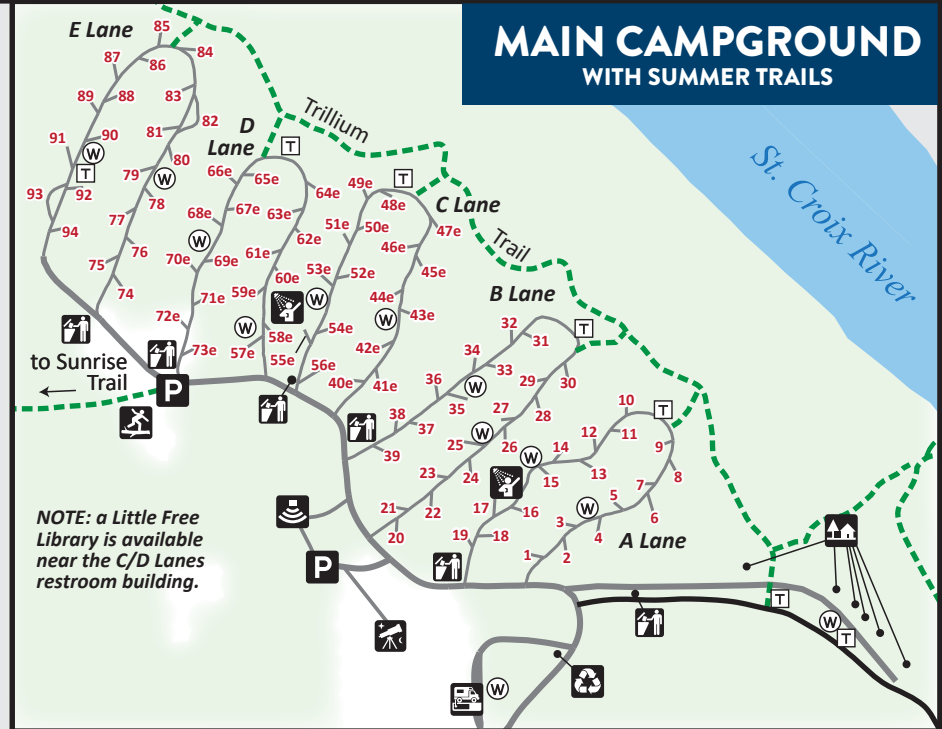 MAIN CAMPGROUND
WITH SUMMER TRAILS
E Lane
85
84
87
86
89
88
83
82
91
90
81
W
T
80
79
W
93
92
78
94
77
76
75
74
D
Lane
T
66e
65e
64e
68e
67e
63e
W
62e
70e
69e
61e
60e
71e
59e
W
58e
72e
57e
73e
Trillium
Trail
T
49e
48e
C Lane
47e
51e
50e
46e
53e
52e
45e
W
44e
43e
54e
W
55e
42e
56e
40e
41e
St. Croix River
B Lane
32
T
31
34
33
30
36
W
29
35
27
28
38
37
W
25
26
39
24
23
21
22
20
10
T
12
11
9
W
14
13
8
15
7
17
W
5
6
16
3
4
19
18
1
2
A Lane
to Sunrise
Trail
P
NOTE: a Little Free
Library is available
near the C/D Lanes
restroom building.
P
T
W
T
W